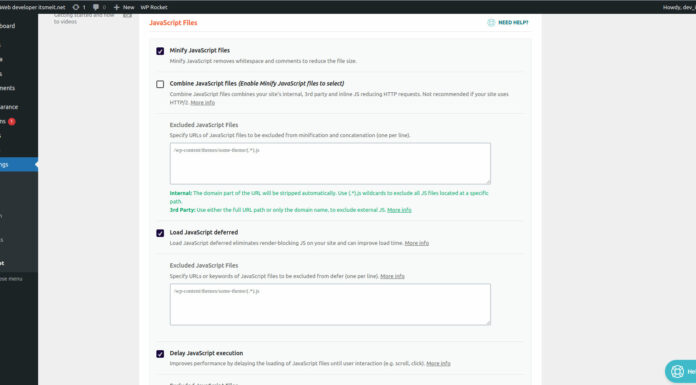 Web developer itsmeit.net 1 0 New WP Rocket Howdy, dev_i
Getting started and how
to videos
JavaScript Files
NEED HELP?
Minify JavaScript files
Minify JavaScript removes whitespace and comments to reduce the file size.
Combine JavaScript files (Enable Minify JavaScript files to select)
Combine JavaScript files combines your site's internal, 3rd party and inline JS reducing HTTP requests. Not recommended if your site uses
HTTP/2. More info
Excluded JavaScript Files
Specify URLs of JavaScript files to be excluded from minification and concatenation (one per line).
/wp-content/themes/some-theme/(.*).js
Internal: The domain part of the URL will be stripped automatically. Use (.*).js wildcards to exclude all JS files located at a specific
path.
3rd Party: Use either the full URL path or only the domain name, to exclude external JS. More info
Load JavaScript deferred
Load JavaScript deferred eliminates render-blocking JS on your site and can improve load time. More info
Excluded JavaScript Files
Specify URLs or keywords of JavaScript files to be excluded from defer (one per line). More info
/wp-content/themes/some-theme/(.*).js
Delay JavaScript execution
Improves performance by delaying the loading of JavaScript files until user interaction (e.g. scroll, click). More info
board
ments
arance
ns 1
ngs
ose menu